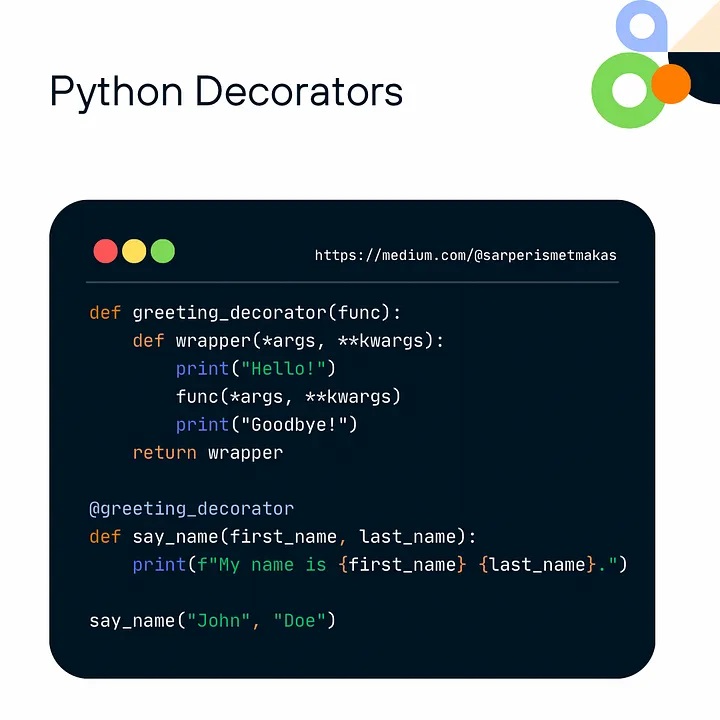 Python Decorators
https://medium.com/@sarperismetmakas
def greeting_decorator(func):
    def wrapper(*args, **kwargs):
        print("Hello!")
        func(*args, **kwargs)
        print("Goodbye!")
    return wrapper

@greeting_decorator
def say_name(first_name, last_name):
    print(f"My name is {first_name} {last_name}.")

say_name("John", "Doe")